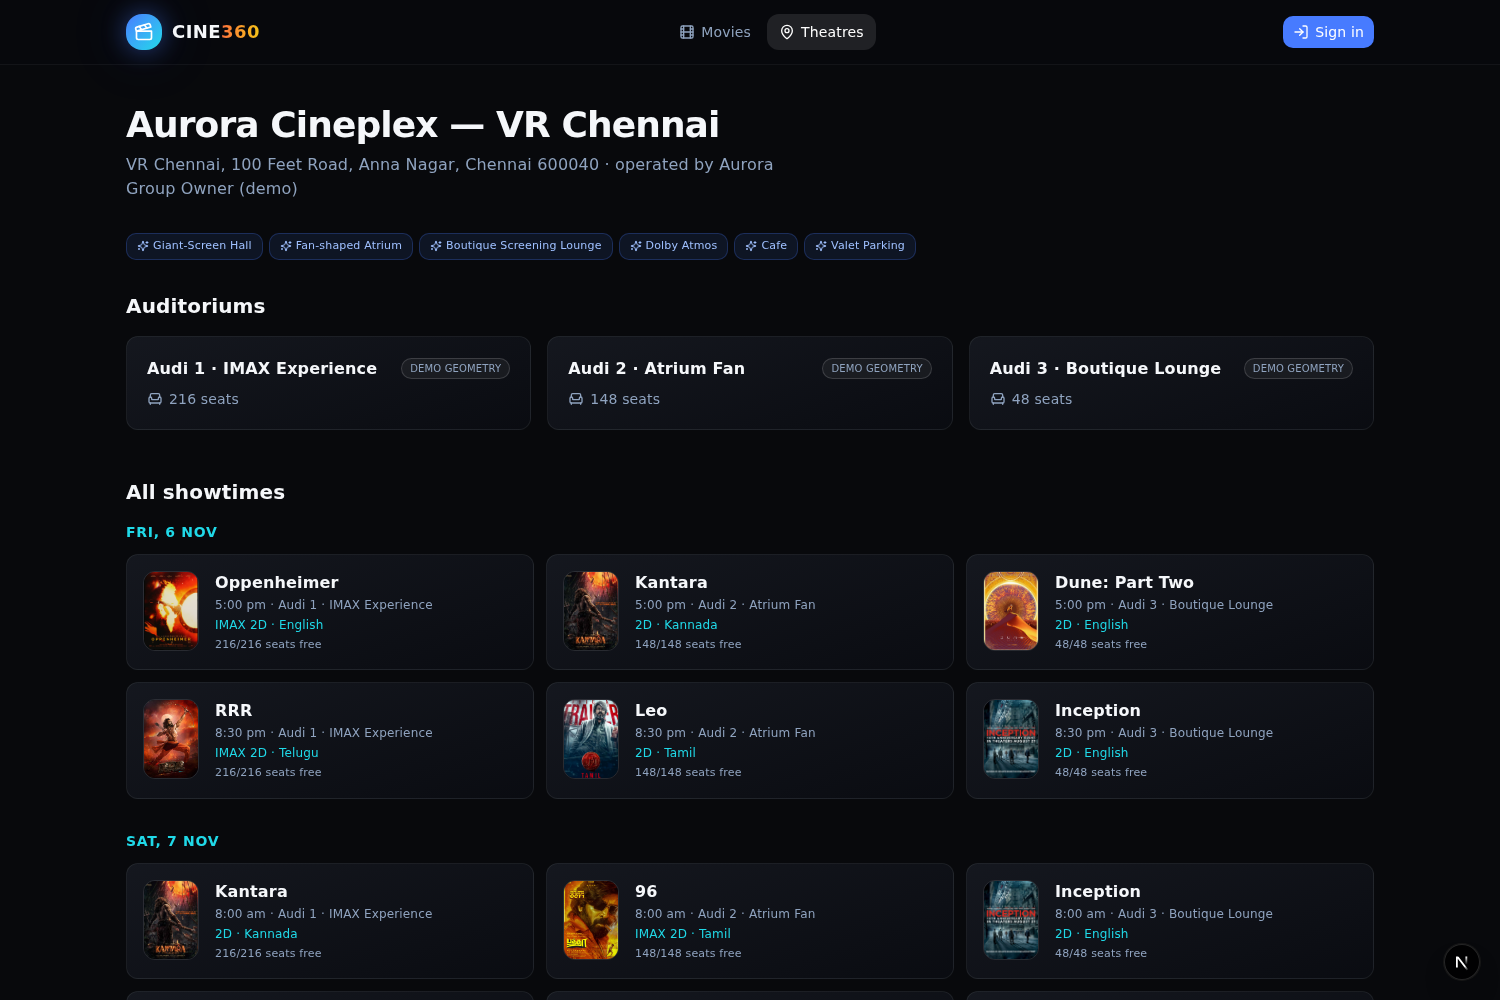 CINE360
Movies
Theatres
Sign in
Aurora Cineplex — VR Chennai
VR Chennai, 100 Feet Road, Anna Nagar, Chennai 600040 · operated by Aurora
Group Owner (demo)
Giant-Screen Hall
Fan-shaped Atrium
Boutique Screening Lounge
Dolby Atmos
Cafe
Valet Parking
Auditoriums
Audi 1 · IMAX Experience
DEMO GEOMETRY
216 seats
Audi 2 · Atrium Fan
DEMO GEOMETRY
148 seats
Audi 3 · Boutique Lounge
DEMO GEOMETRY
48 seats
All showtimes
FRI, 6 NOV
OPPENHEIMER
Oppenheimer
5:00 pm · Audi 1 · IMAX Experience
IMAX 2D · English
216/216 seats free
KANTARA
Kantara
5:00 pm · Audi 2 · Atrium Fan
2D · Kannada
148/148 seats free
Dune: Part Two
5:00 pm · Audi 3 · Boutique Lounge
2D · English
48/48 seats free
RRR
8:30 pm · Audi 1 · IMAX Experience
IMAX 2D · Telugu
216/216 seats free
TRAILER
TAMIL
Leo
8:30 pm · Audi 2 · Atrium Fan
2D · Tamil
148/148 seats free
INCEPTION
Inception
8:30 pm · Audi 3 · Boutique Lounge
2D · English
48/48 seats free
SAT, 7 NOV
KANTARA
Kantara
8:00 am · Audi 1 · IMAX Experience
2D · Kannada
216/216 seats free
96
8:00 am · Audi 2 · Atrium Fan
IMAX 2D · Tamil
148/148 seats free
INCEPTION
Inception
8:00 am · Audi 3 · Boutique Lounge
2D · English
48/48 seats free
N